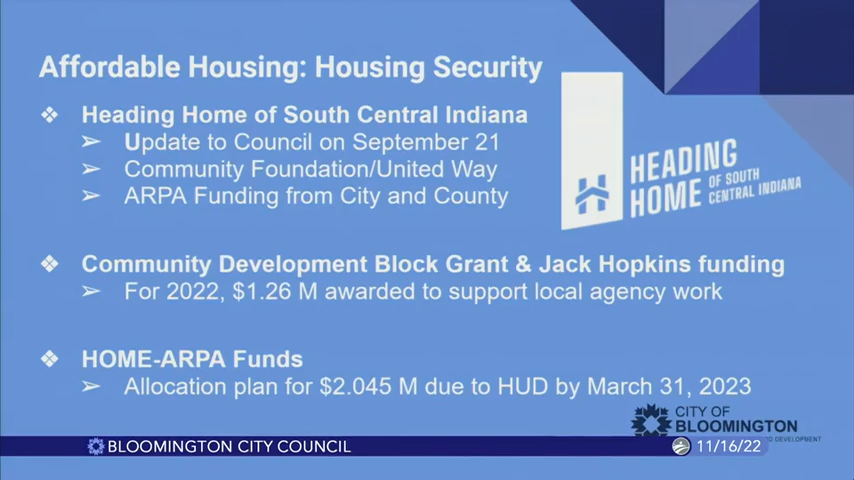 Affordable Housing: Housing Security
❖ Heading Home of South Central Indiana
➢ Update to Council on September 21
➢ Community Foundation/United Way
➢ ARPA Funding from City and County
HEADING
HOME
OF SOUTH
CENTRAL INDIANA
❖ Community Development Block Grant & Jack Hopkins funding
➢ For 2022, $1.26 M awarded to support local agency work
❖ HOME-ARPA Funds
➢ Allocation plan for $2.045 M due to HUD by March 31, 2023
CITY OF
BLOOMINGTON
DEVELOPMENT
BLOOMINGTON CITY COUNCIL
11/16/22